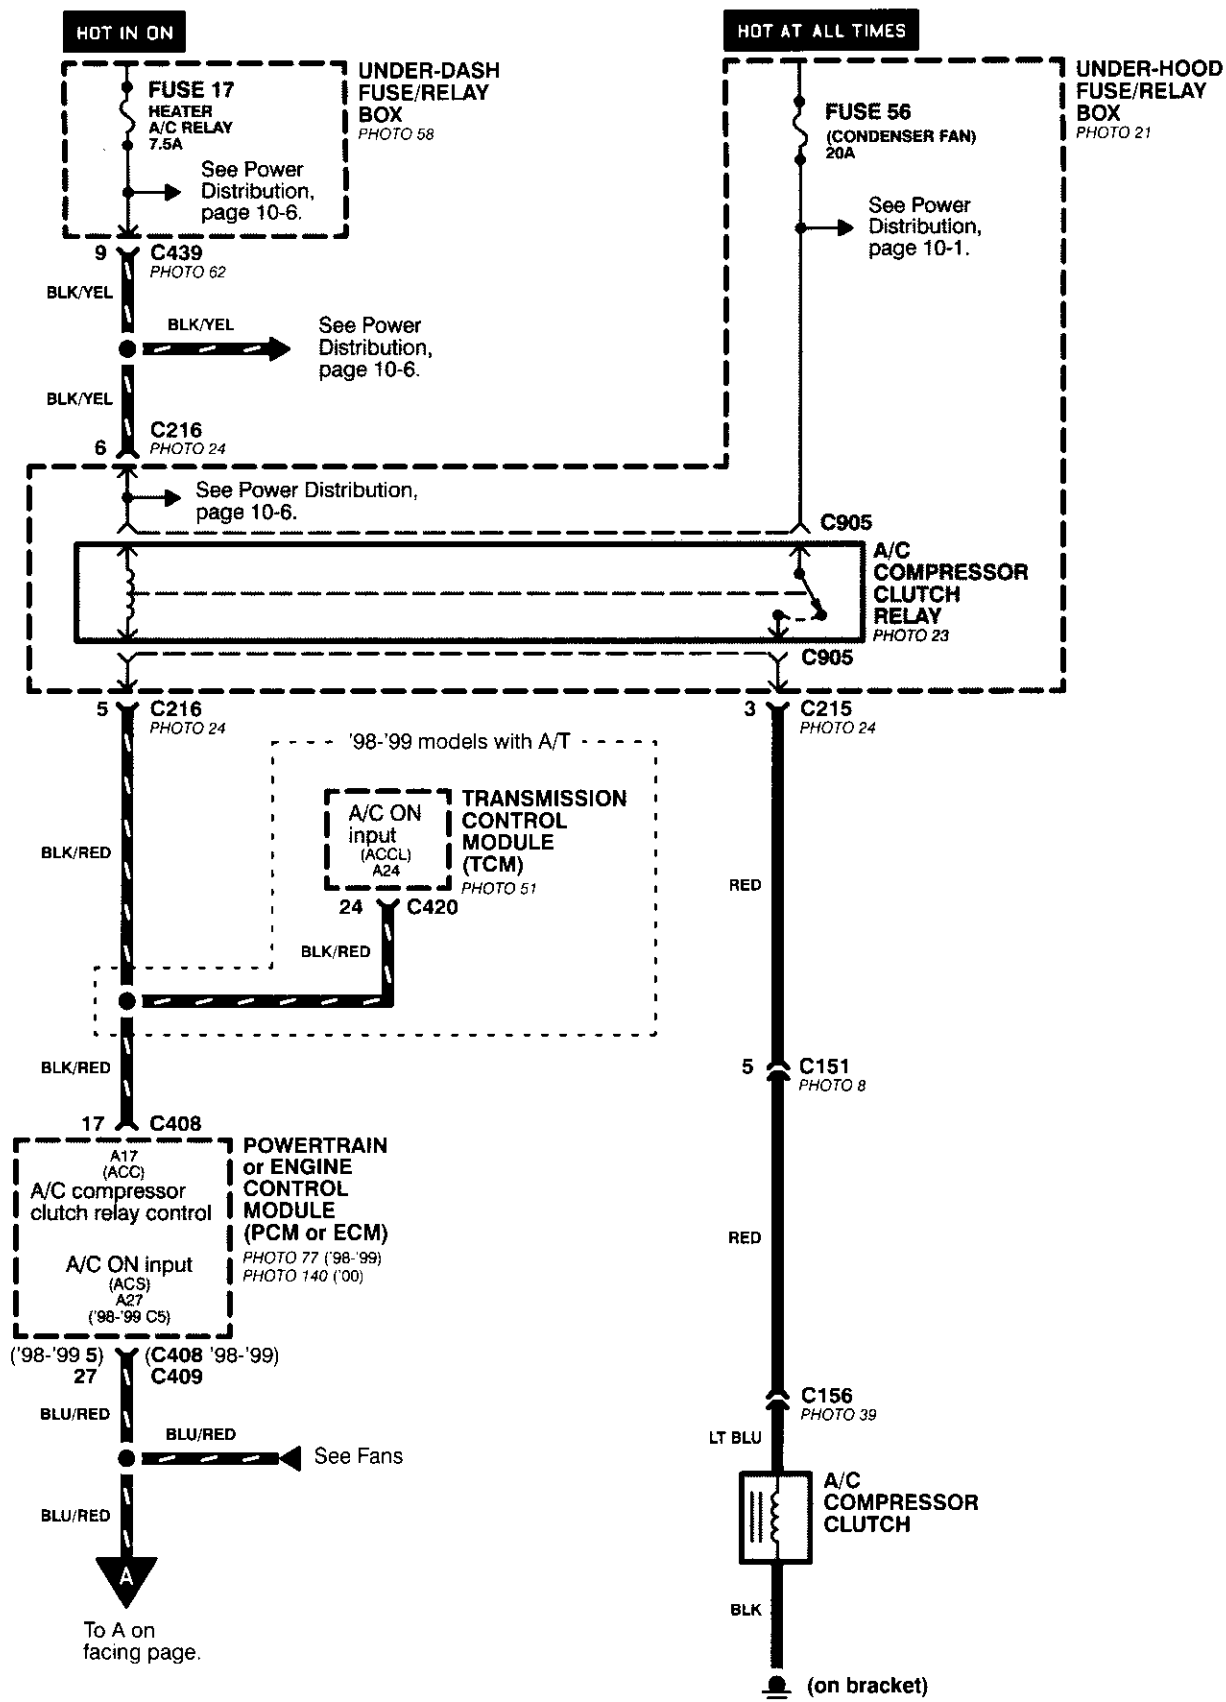 HOT IN ON
HOT AT ALL TIMES
UNDER-DASH
FUSE/RELAY
BOX
PHOTO 58
FUSE 17
HEATER
A/C RELAY
7.5A
See Power
Distribution,
page 10-6.
UNDER-HOOD
FUSE/RELAY
BOX
PHOTO 21
FUSE 56
(CONDENSER FAN)
20A
See Power
Distribution,
page 10-1.
9 C439
PHOTO 62
BLK/YEL
BLK/YEL
See Power
Distribution,
page 10-6.
BLK/YEL
C216
6 PHOTO 24
See Power Distribution,
page 10-6.
C905
A/C
COMPRESSOR
CLUTCH
RELAY
PHOTO 23
C905
5 C216
PHOTO 24
3 C215
PHOTO 24
'98-'99 models with A/T
A/C ON
input
(ACCL)
A24
TRANSMISSION
CONTROL
MODULE
(TCM)
PHOTO 51
24 C420
BLK/RED
BLK/RED
RED
BLK/RED
5 C151
PHOTO 8
17 C408
A17
(ACC)
A/C compressor
clutch relay control
A/C ON input
(ACS)
A27
('98-'99 C5)
POWERTRAIN
or ENGINE
CONTROL
MODULE
(PCM or ECM)
PHOTO 77 ('98-'99)
PHOTO 140 ('00)
RED
('98-'99 5) (C408 '98-'99)
27 C409
BLU/RED
BLU/RED
See Fans
BLU/RED
A
To A on
facing page.
C156
PHOTO 39
LT BLU
A/C
COMPRESSOR
CLUTCH
BLK
(on bracket)